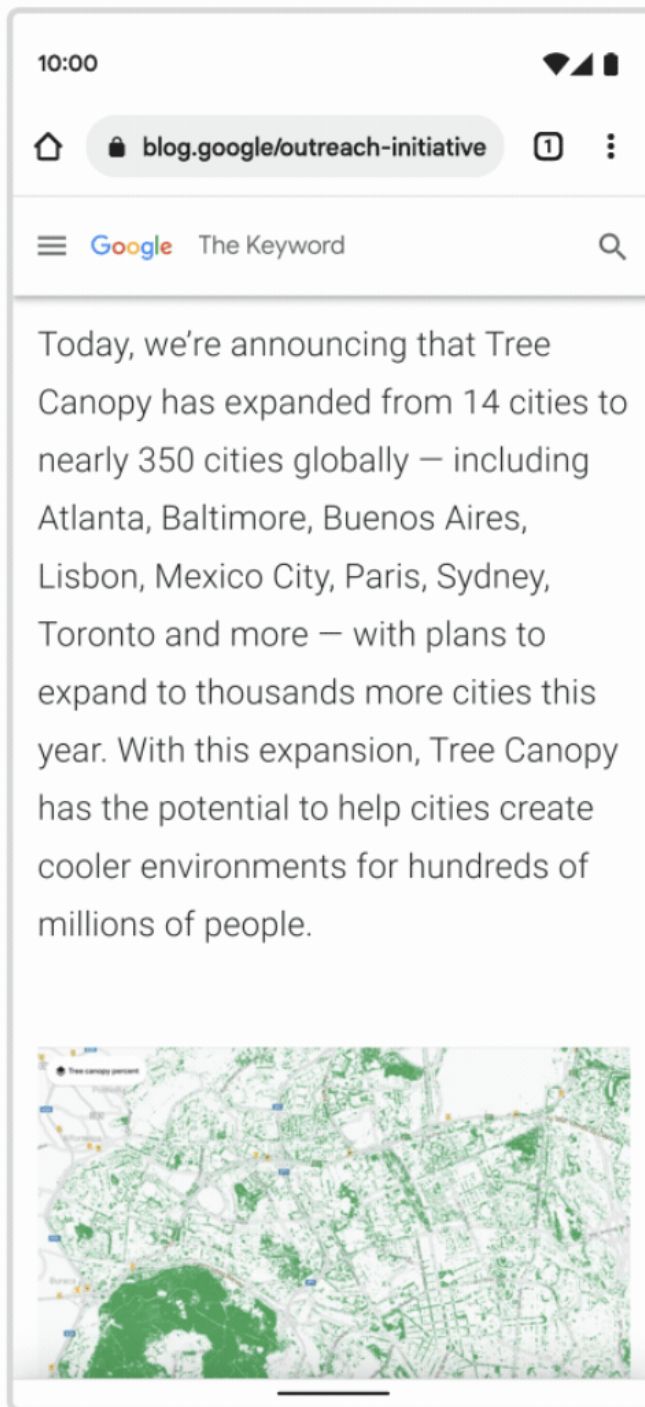 10:00
blog.google/outreach-initiative
1
Google The Keyword
Today, we’re announcing that Tree
Canopy has expanded from 14 cities to
nearly 350 cities globally — including
Atlanta, Baltimore, Buenos Aires,
Lisbon, Mexico City, Paris, Sydney,
Toronto and more — with plans to
expand to thousands more cities this
year. With this expansion, Tree Canopy
has the potential to help cities create
cooler environments for hundreds of
millions of people.
Tree canopy percent